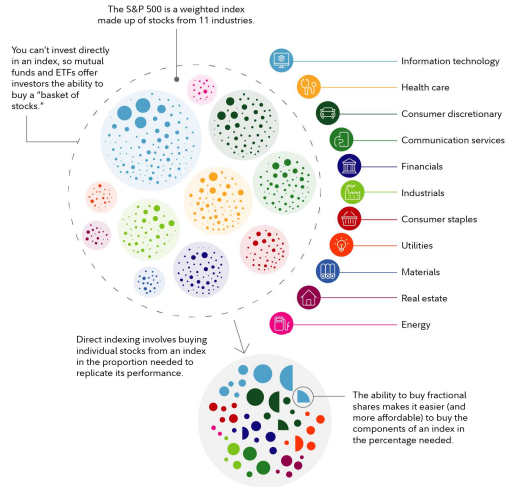 The S&P 500 is a weighted index
made up of stocks from 11 industries.
You can’t invest directly
in an index, so mutual
funds and ETFs offer
investors the ability to
buy a “basket of
stocks.”
Information technology
Health care
Consumer discretionary
Communication services
Financials
Industrials
Consumer staples
Utilities
Materials
Real estate
Energy
Direct indexing involves buying
individual stocks from an index
in the proportion needed to
replicate its performance.
The ability to buy fractional
shares makes it easier (and
more affordable) to buy the
components of an index in
the percentage needed.